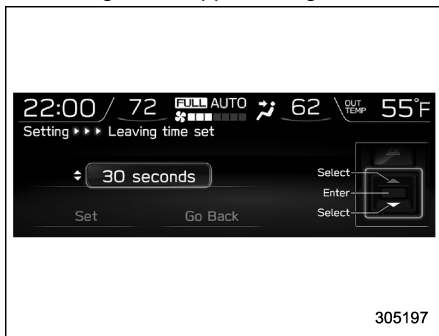 22:00 / 72 FULL AUTO 62 OUT TEMP 55°F
Setting ▸▸▸ Leaving time set
30 seconds
Select
Enter
Select
Set Go Back
305197